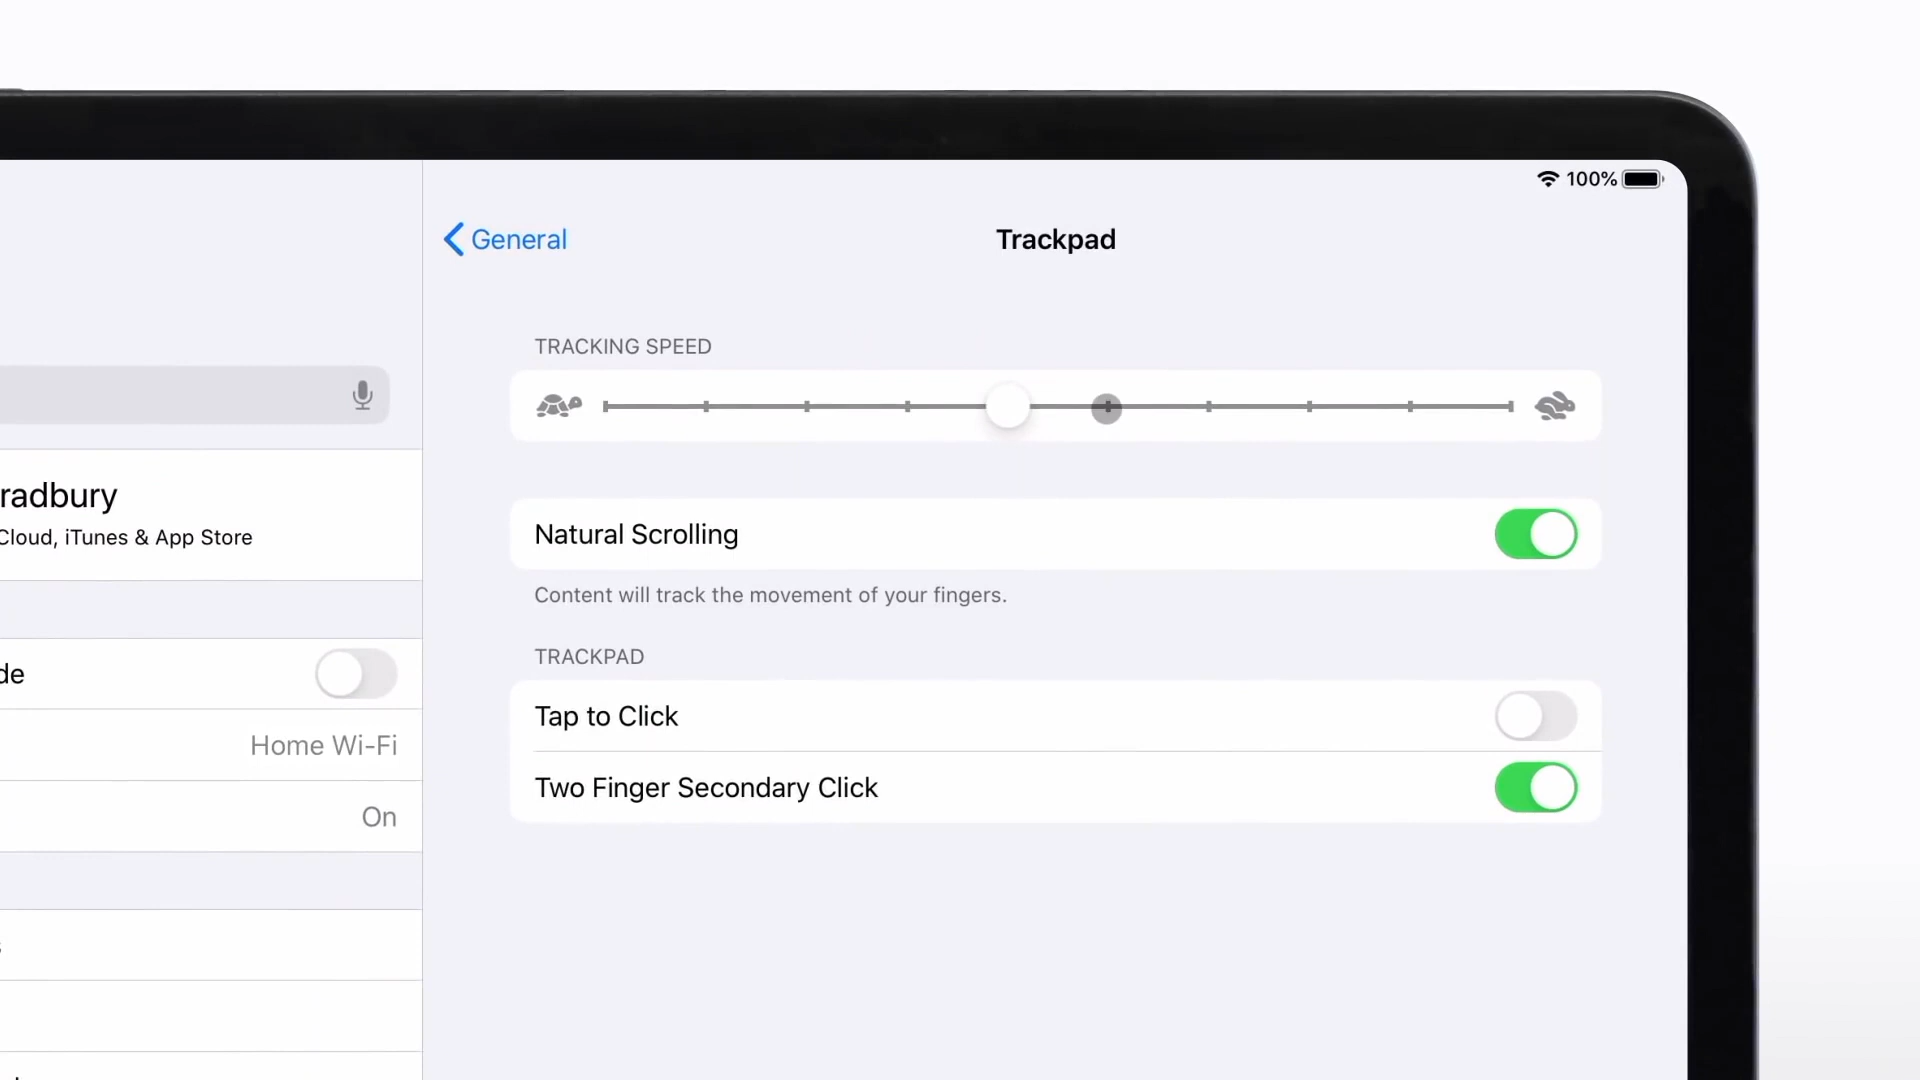 100%
General
Trackpad
TRACKING SPEED
Natural Scrolling
Content will track the movement of your fingers.
TRACKPAD
Tap to Click
Two Finger Secondary Click
radbury
Cloud, iTunes & App Store
de
Home Wi-Fi
On